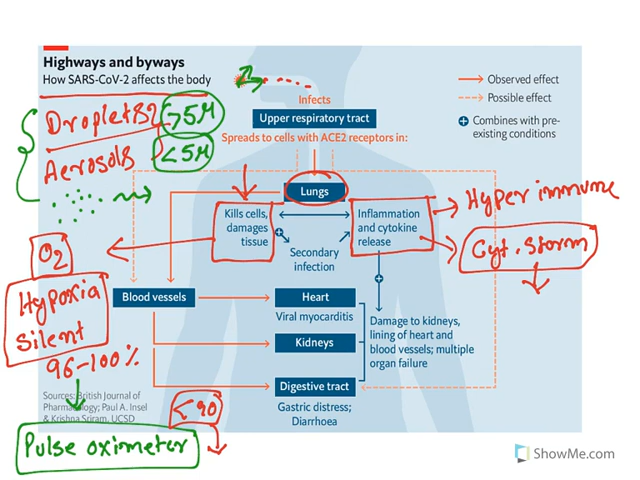 Highways and byways
How SARS-CoV-2 affects the body
Infects
Upper respiratory tract
Spreads to cells with ACE2 receptors in:
Observed effect
Possible effect
Combines with pre-
existing conditions
>5M
<5M
Aerosols
Lungs
Kills cells,
damages
tissue
Inflammation
and cytokine
release
Hyper immune
Cyt. Storm
Secondary
infection
O2
Hypoxia
Silent
96-100%
Blood vessels
Heart
Viral myocarditis
Kidneys
Damage to kidneys,
lining of heart and
blood vessels; multiple
organ failure
Digestive tract
Gastric distress;
Diarrhoea
Sources: British Journal of
Pharmacology; Paul A. Insel
& Krishna Sriram, UCSD
<90
Pulse oximeter
ShowMe.com